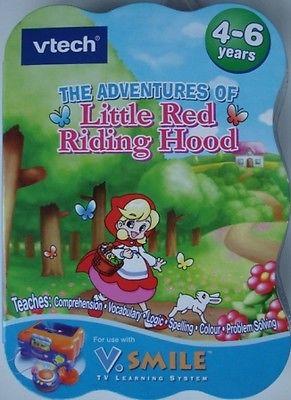 vtech®
4-6
years
THE ADVENTURES OF
Little Red
Riding Hood
Teaches: Comprehension • Vocabulary • Logic • Spelling • Colour • Problem Solving
For use with
V.SMILE™
TV LEARNING SYSTEM